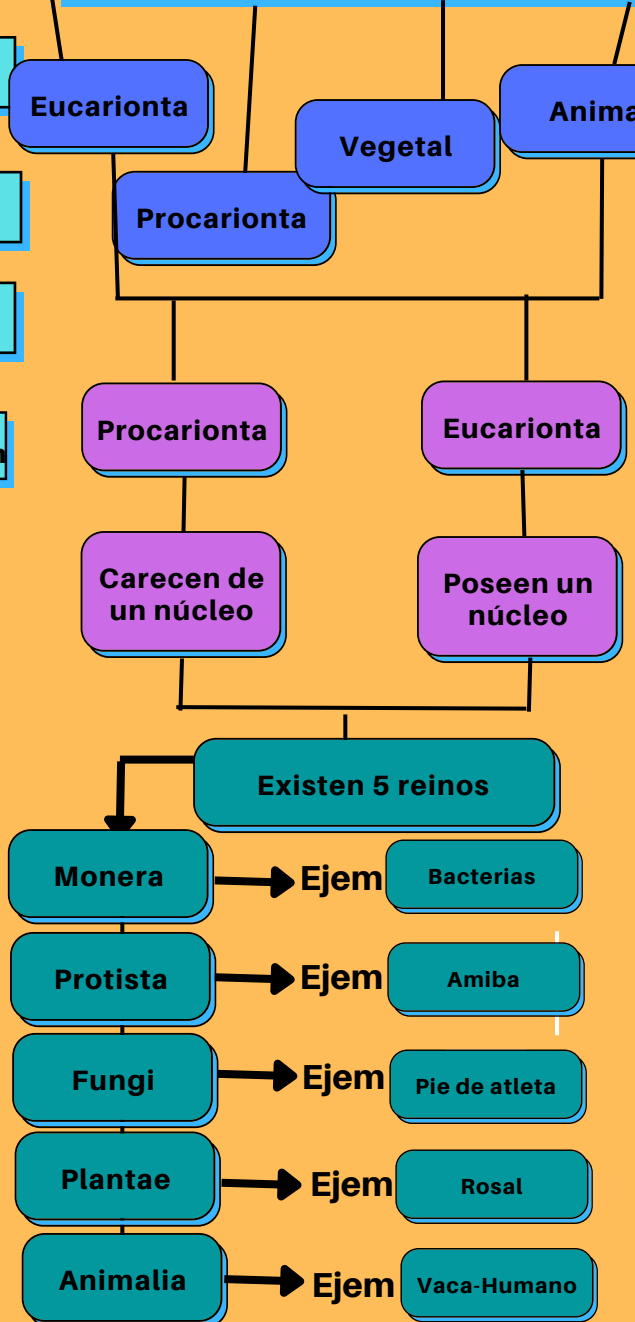 Eucarionta
Anima
Vegetal
Procarionta
Procarionta
Eucarionta
Carecen de
un núcleo
Poseen un
núcleo
Existen 5 reinos
Monera
Ejem
Bacterias
Protista
Ejem
Amiba
Fungi
Ejem
Pie de atleta
Plantae
Ejem
Rosal
Animalia
Ejem
Vaca-Humano